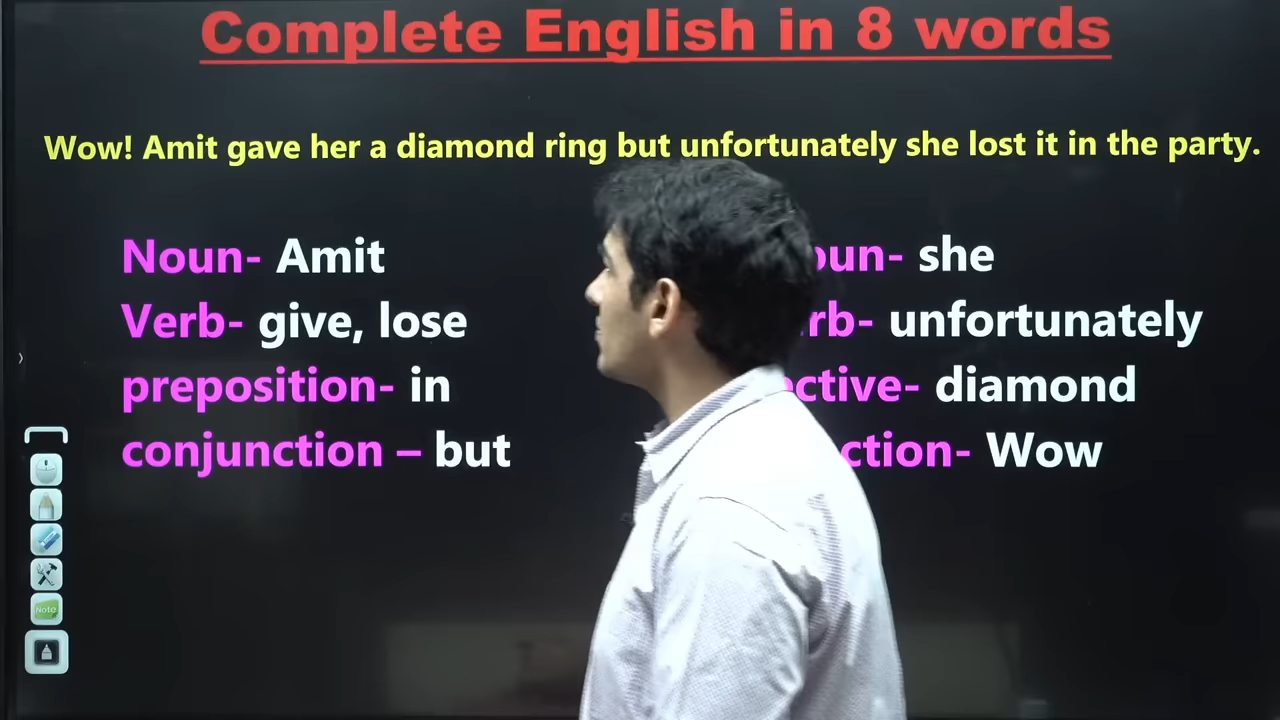 Complete English in 8 words
Wow! Amit gave her a diamond ring but unfortunately she lost it in the party.
Noun- Amit
Verb- give, lose
preposition- in
conjunction – but
oun- she
rb- unfortunately
ective- diamond
ction- Wow
Note